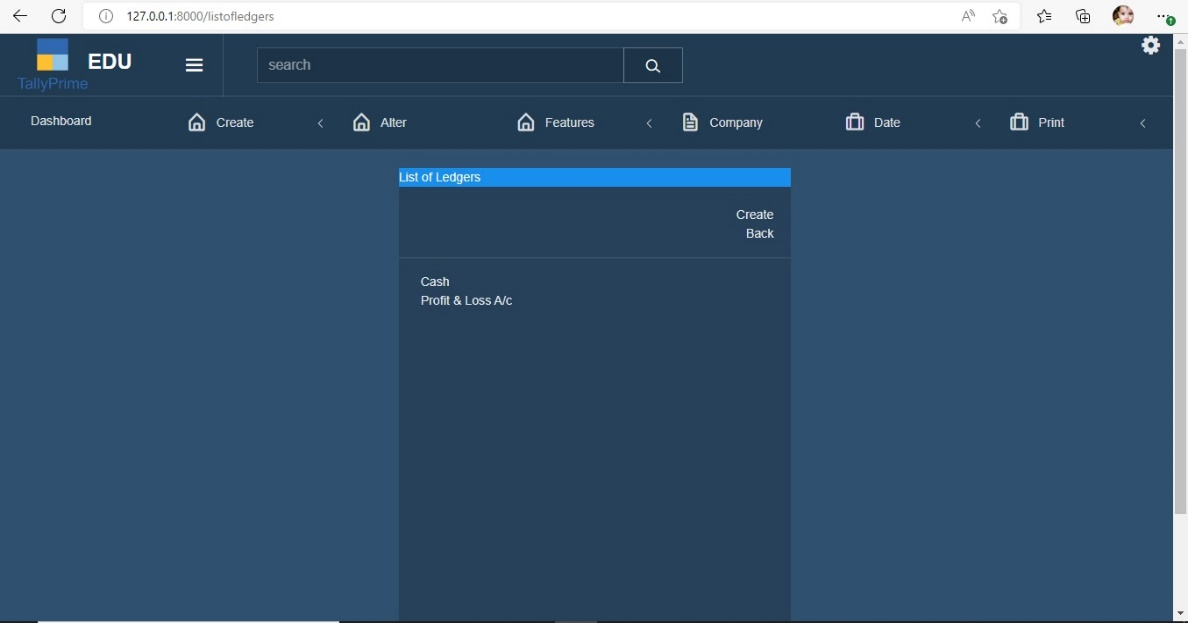 127.0.0.1:8000/listofledgers
EDU
TallyPrime
search
Dashboard
Create
Alter
Features
Company
Date
Print
List of Ledgers
Create
Back
Cash
Profit & Loss A/c